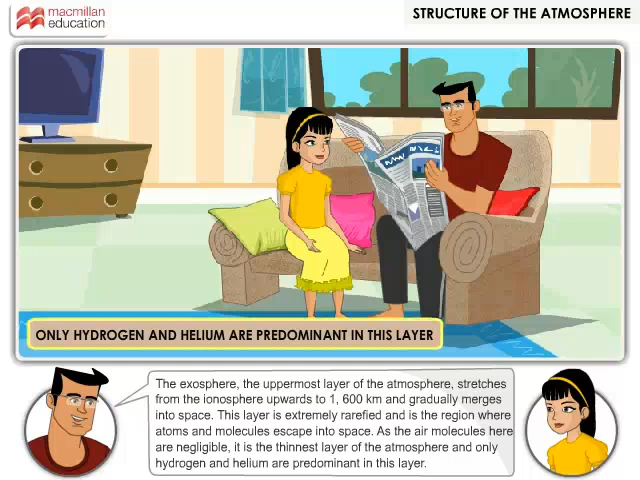 macmillan
education
STRUCTURE OF THE ATMOSPHERE
ONLY HYDROGEN AND HELIUM ARE PREDOMINANT IN THIS LAYER
The exosphere, the uppermost layer of the atmosphere, stretches
from the ionosphere upwards to 1, 600 km and gradually merges
into space. This layer is extremely rarefied and is the region where
atoms and molecules escape into space. As the air molecules here
are negligible, it is the thinnest layer of the atmosphere and only
hydrogen and helium are predominant in this layer.